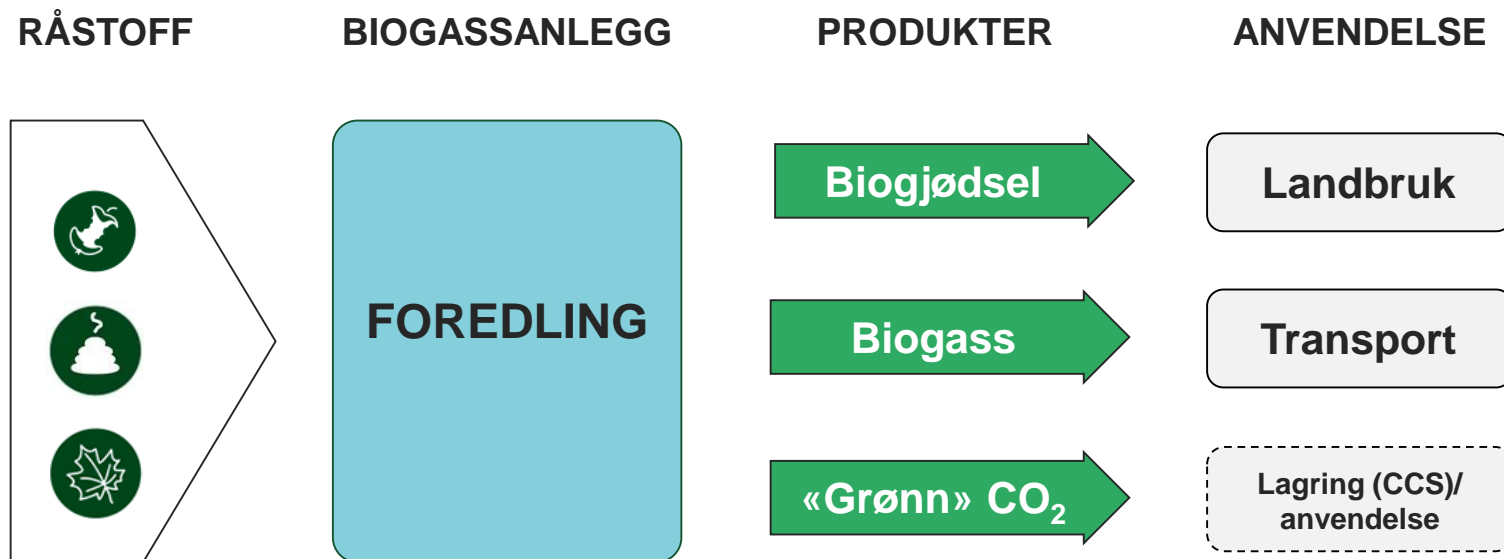 RÅSTOFF
BIOGASSANLEGG
PRODUKTER
ANVENDELSE
FOREDLING
Biogjødsel
Landbruk
Biogass
Transport
«Grønn» CO₂
Lagring (CCS)/
anvendelse